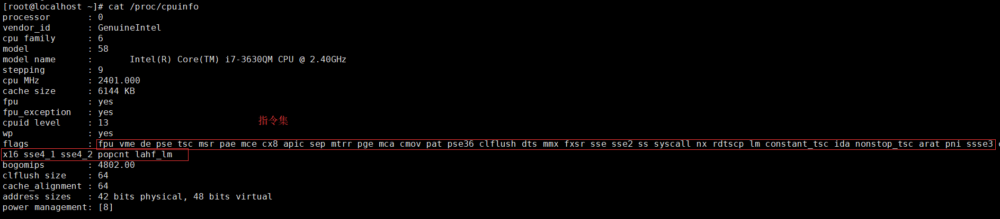 [root@localhost ~]# cat /proc/cpuinfo
processor : 0
vendor_id : GenuineIntel
cpu family : 6
model : 58
model name : Intel(R) Core(TM) i7-3630QM CPU @ 2.40GHz
stepping : 9
cpu MHz : 2401.000
cache size : 6144 KB
fpu : yes
fpu_exception : yes
指令集
cpuid level : 13
wp : yes
flags : fpu vme de pse tsc msr pae mce cx8 apic sep mtrr pge mca cmov pat pse36 clflush dts mmx fxsr sse sse2 ss syscall nx rdtscp lm constant_tsc ida nonstop_tsc arat pni ssse3 c
x16 sse4_1 sse4_2 popcnt lahf_lm
bogomips : 4802.00
clflush size : 64
cache_alignment : 64
address sizes : 42 bits physical, 48 bits virtual
power management: [8]